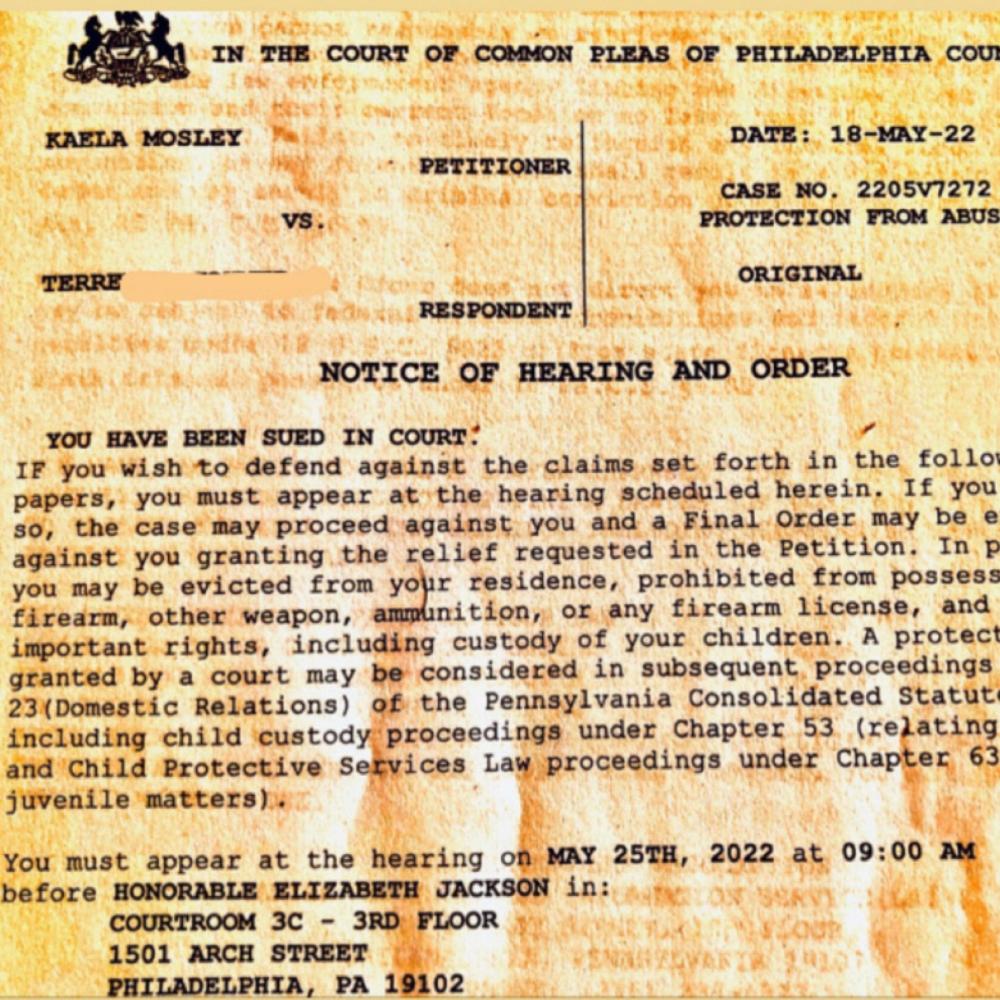 IN THE COURT OF COMMON PLEAS OF PHILADELPHIA COU
KAELA MOSLEY
PETITIONER
VS.
TERRE
RESPONDENT
DATE: 18-MAY-22
CASE NO. 2205V7272
PROTECTION FROM ABUS
ORIGINAL
NOTICE OF HEARING AND ORDER
YOU HAVE BEEN SUED IN COURT.
IF you wish to defend against the claims set forth in the follow
papers, you must appear at the hearing scheduled herein. If you
so, the case may proceed against you and a Final Order may be e
against you granting the relief requested in the Petition. In p
you may be evicted from your residence, prohibited from possess
firearm, other weapon, ammunition, or any firearm license, and
important rights, including custody of your children. A protect
granted by a court may be considered in subsequent proceedings
23(Domestic Relations) of the Pennsylvania Consolidated Statut
including child custody proceedings under Chapter 53 (relating
and Child Protective Services Law proceedings under Chapter 63
juvenile matters).
You must appear at the hearing on MAY 25TH, 2022 at 09:00 AM
before HONORABLE ELIZABETH JACKSON in:
COURTROOM 3C - 3RD FLOOR
1501 ARCH STREET
PHILADELPHIA, PA 19102